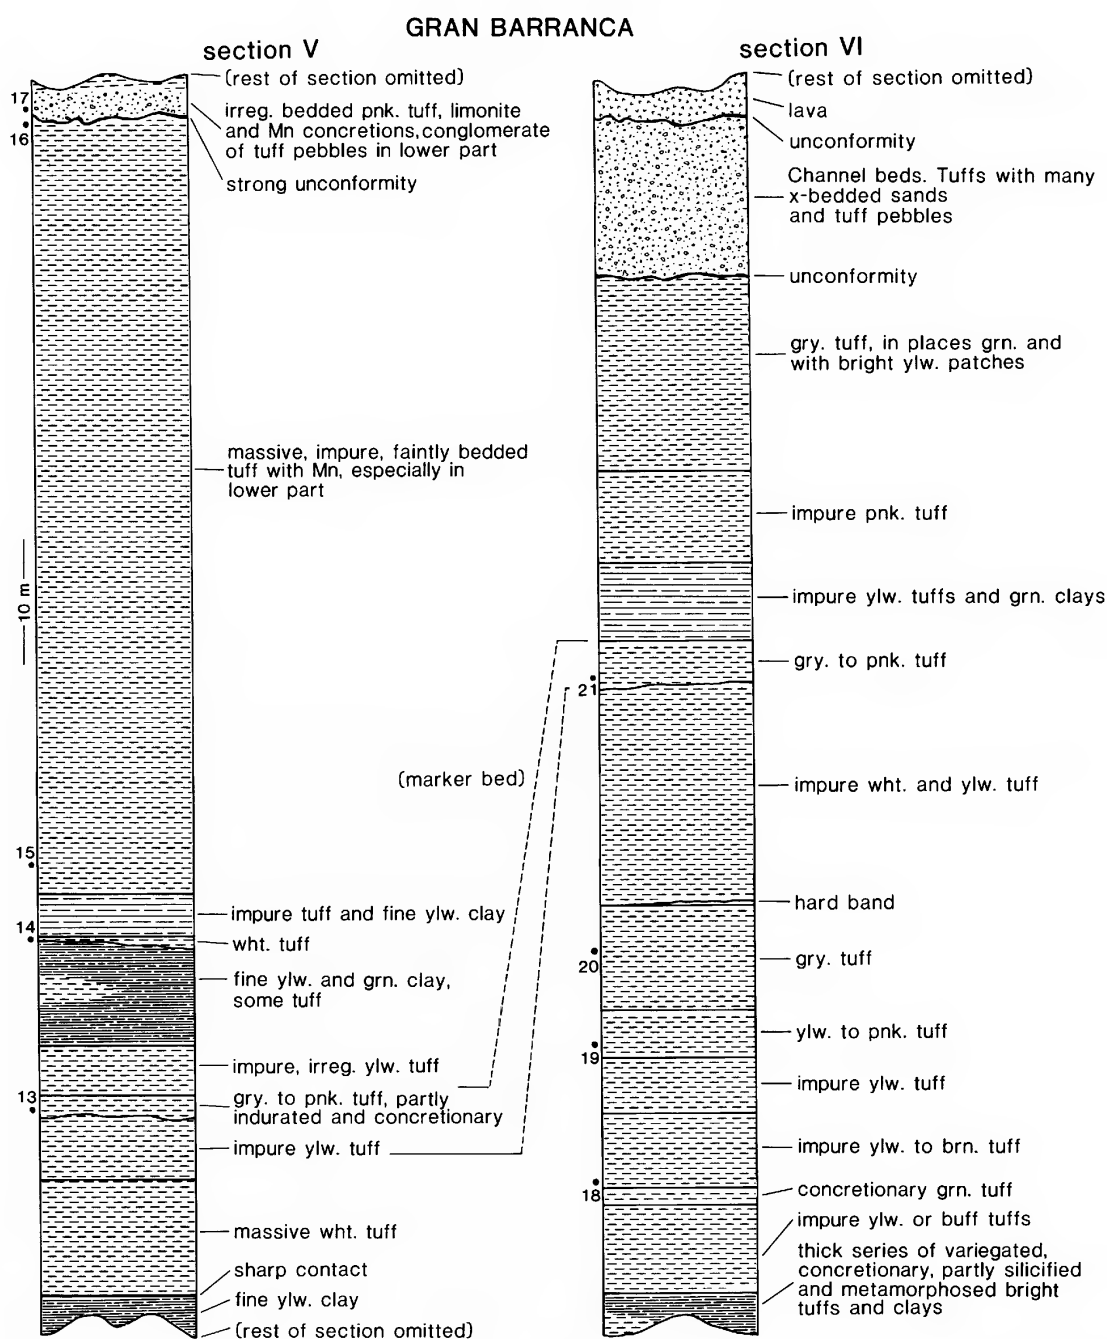 GRAN BARRANCA
section V
(rest of section omitted)
17
irreg. bedded pnk. tuff, limonite
and Mn concretions, conglomerate
of tuff pebbles in lower part
16
strong unconformity
massive, impure, faintly bedded
tuff with Mn, especially in
lower part
10 m
15
impure tuff and fine ylw. clay
14
wht. tuff
fine ylw. and grn. clay,
some tuff
impure, irreg. ylw. tuff
13
gry. to pnk. tuff, partly
indurated and concretionary
impure ylw. tuff
massive wht. tuff
sharp contact
fine ylw. clay
(rest of section omitted)
(marker bed)
section VI
(rest of section omitted)
lava
unconformity
Channel beds. Tuffs with many
x-bedded sands
and tuff pebbles
unconformity
gry. tuff, in places grn. and
with bright ylw. patches
impure pnk. tuff
impure ylw. tuffs and grn. clays
gry. to pnk. tuff
21
impure wht. and ylw. tuff
hard band
20
gry. tuff
ylw. to pnk. tuff
19
impure ylw. tuff
impure ylw. to brn. tuff
18
concretionary grn. tuff
impure ylw. or buff tuffs
thick series of variegated,
concretionary, partly silicified
and metamorphosed bright
tuffs and clays